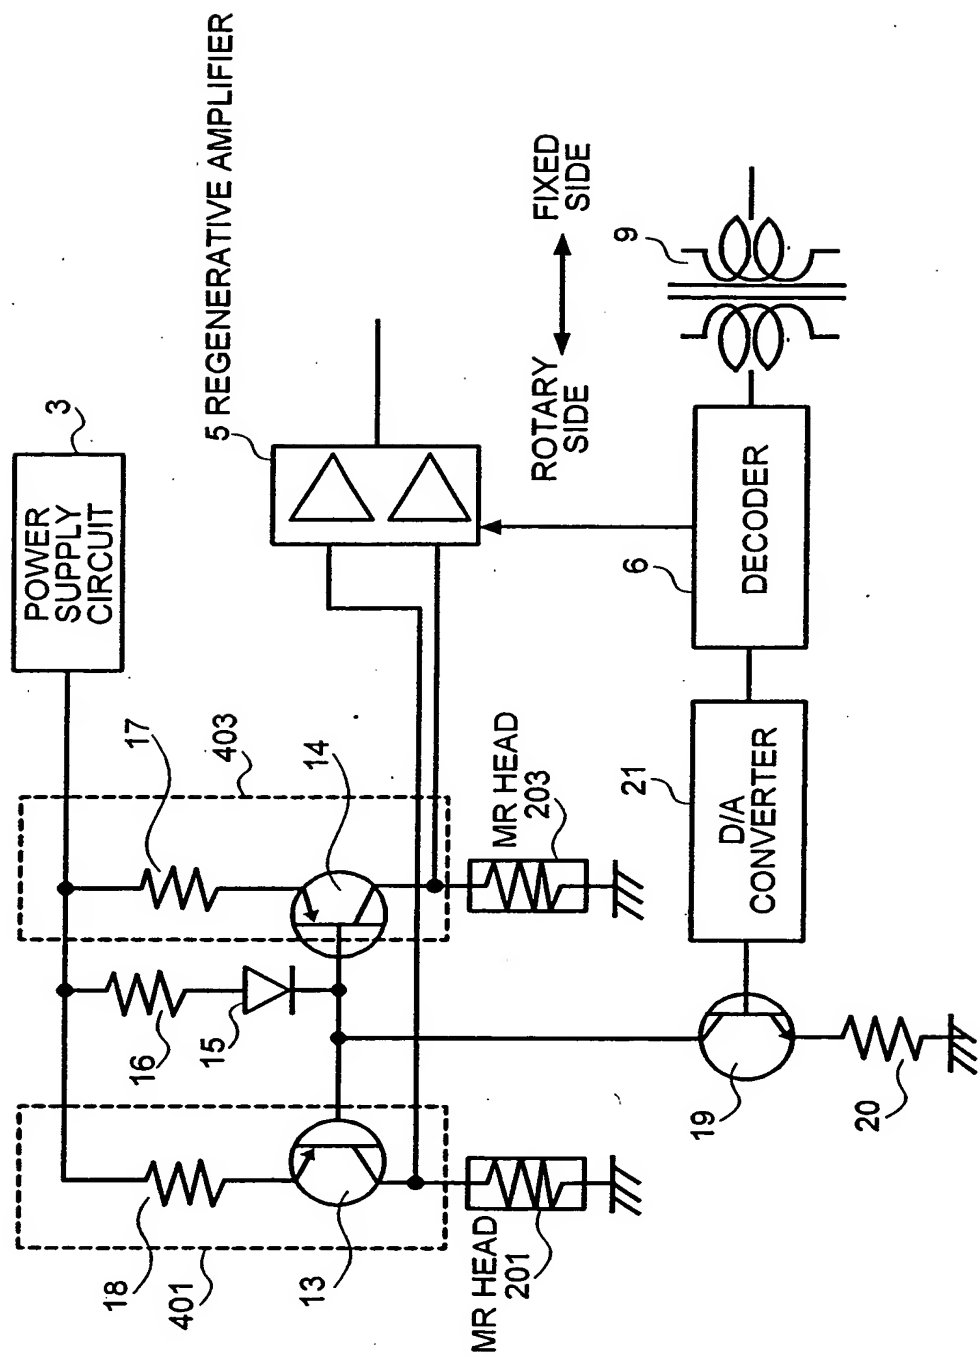 POWER
SUPPLY
CIRCUIT
3
5 REGENERATIVE AMPLIFIER
17
403
14
16
15
18
401
13
MR HEAD
203
MR HEAD
201
ROTARY
SIDE
FIXED
SIDE
9
6
DECODER
21
D/A
CONVERTER
19
20